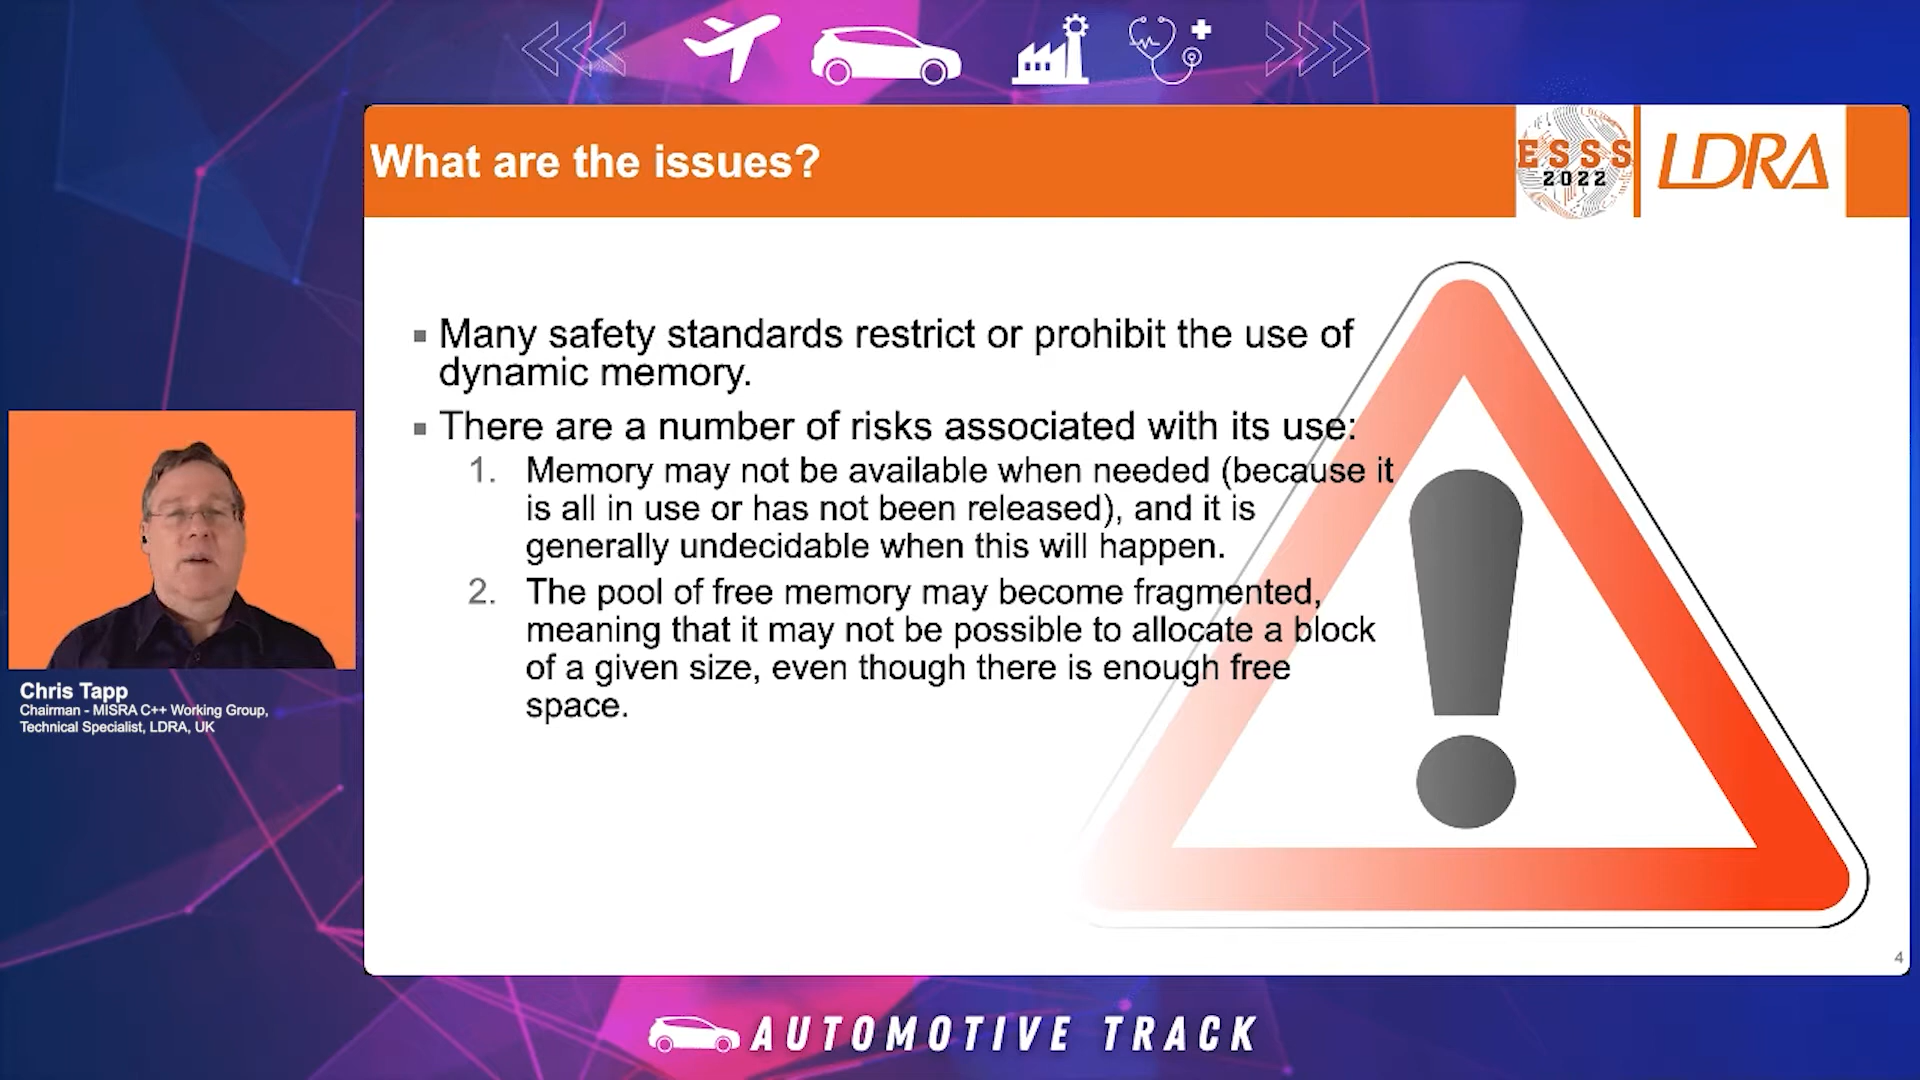 What are the issues?
ESSS
2022
LDRA
▪ Many safety standards restrict or prohibit the use of
dynamic memory.
▪ There are a number of risks associated with its use:
1. Memory may not be available when needed (because it
is all in use or has not been released), and it is
generally undecidable when this will happen.
2. The pool of free memory may become fragmented,
meaning that it may not be possible to allocate a block
of a given size, even though there is enough free
space.
Chris Tapp
Chairman - MISRA C++ Working Group,
Technical Specialist, LDRA, UK
4
AUTOMOTIVE TRACK